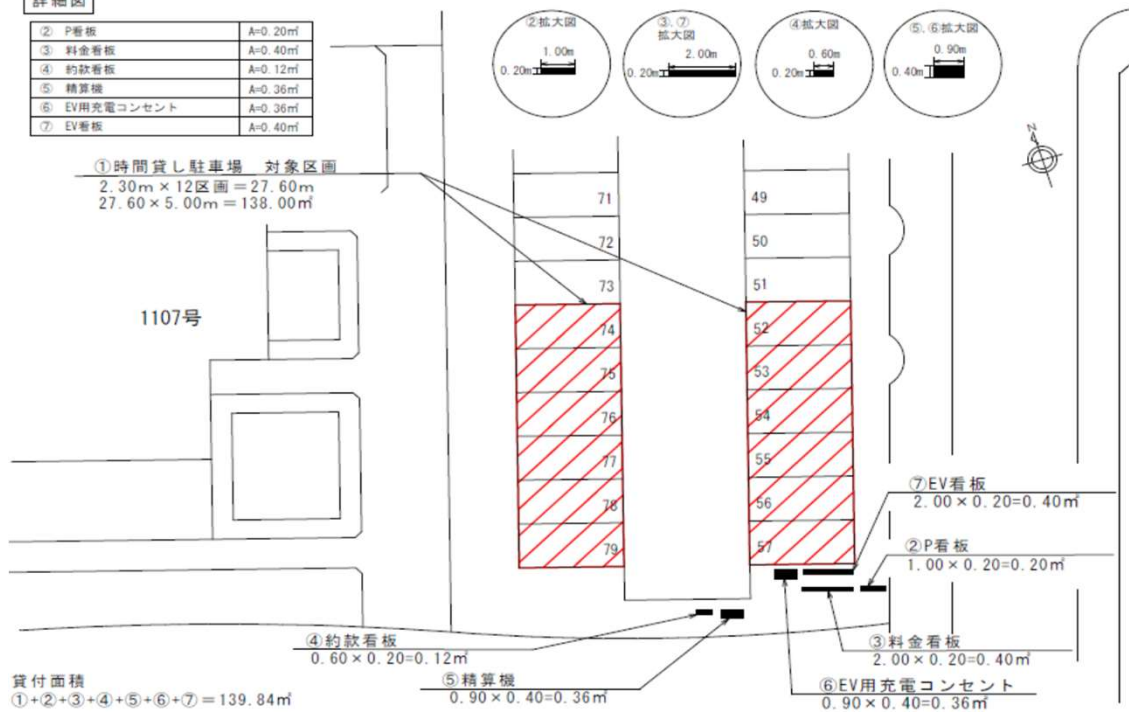 詳細図
② P看板 A=0.20㎡
③ 料金看板 A=0.40㎡
④ 約款看板 A=0.12㎡
⑤ 精算機 A=0.36㎡
⑥ EV用充電コンセント A=0.36㎡
⑦ EV看板 A=0.40㎡
②拡大図
1.00m
0.20m
③,⑦
拡大図
2.00m
0.20m
④拡大図
0.60m
0.20m
⑤,⑥拡大図
0.90m
0.40m
N
①時間貸し駐車場 対象区画
2.30m×12区画=27.60m
27.60×5.00m=138.00㎡
1107号
71
72
73
74
75
76
77
78
79
49
50
51
52
53
54
55
56
57
⑦EV看板
2.00×0.20=0.40㎡
②P看板
1.00×0.20=0.20㎡
③料金看板
2.00×0.20=0.40㎡
⑥EV用充電コンセント
0.90×0.40=0.36㎡
④約款看板
0.60×0.20=0.12㎡
⑤精算機
0.90×0.40=0.36㎡
貸付面積
①+②+③+④+⑤+⑥+⑦=139.84㎡